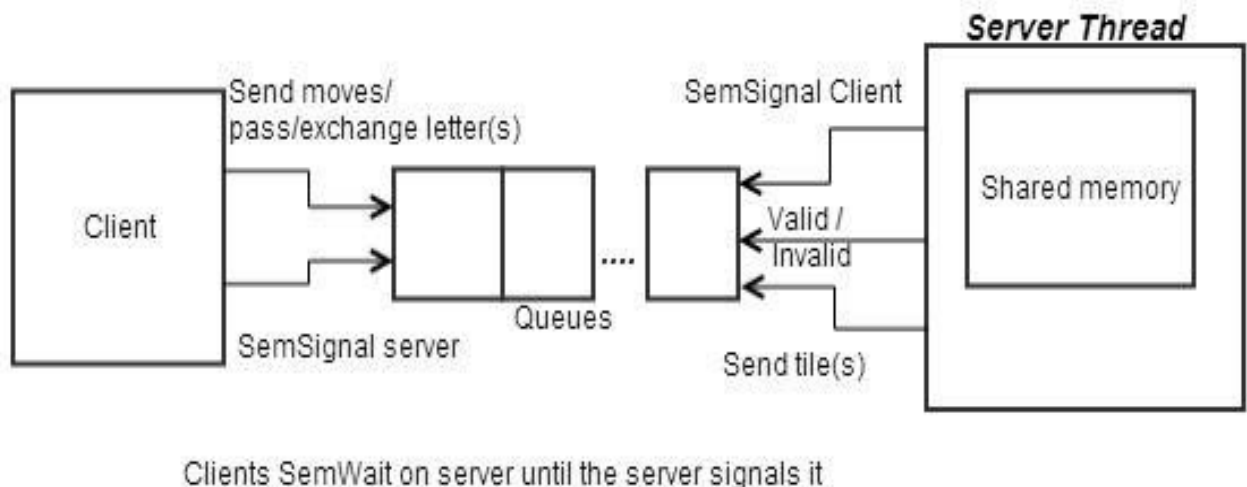 Server Thread
Send moves/
pass/exchange letter(s)
SemSignal Client
Client
Shared memory
Valid /
Invalid
....
Queues
SemSignal server
Send tile(s)
Clients SemWait on server until the server signals it